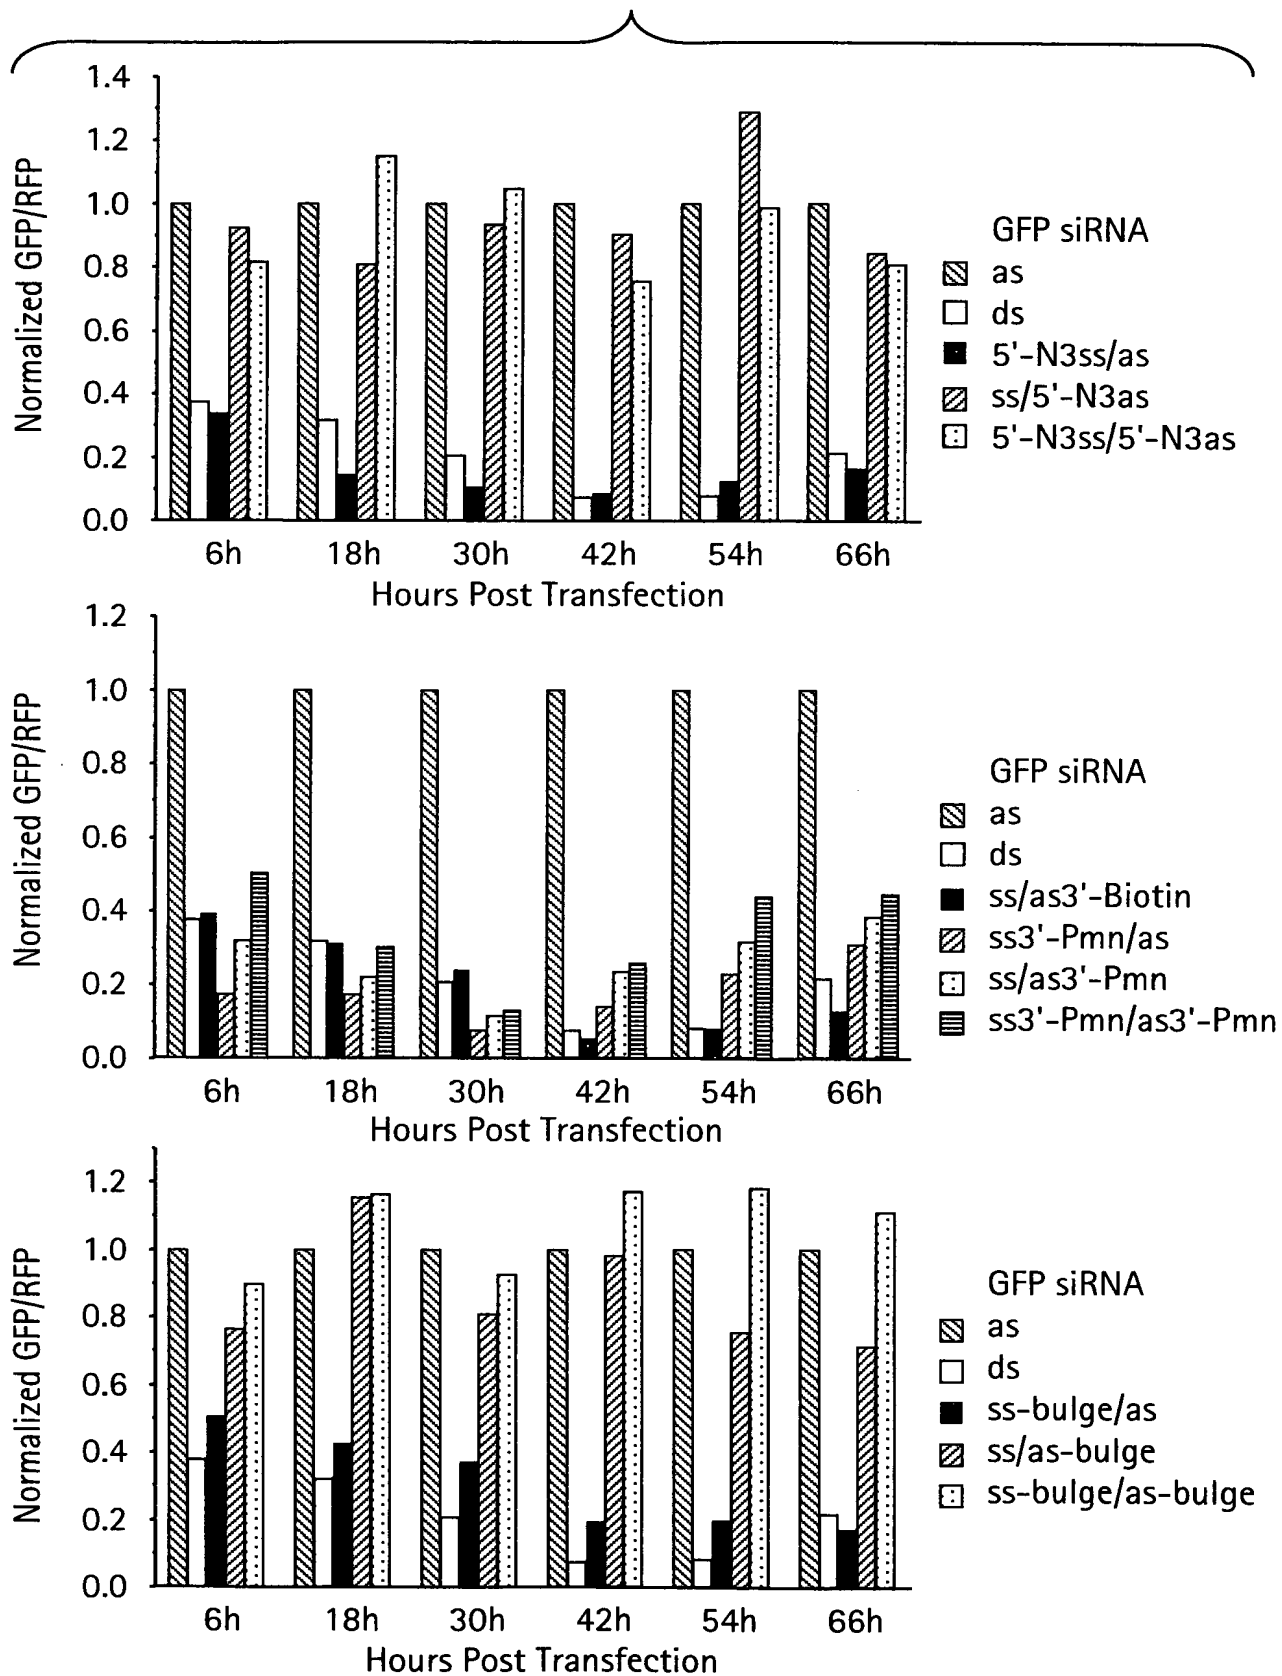 Normalized GFP/RFP
1.4
1.2
1.0
0.8
0.6
0.4
0.2
0.0
6h 18h 30h 42h 54h 66h
Hours Post Transfection
GFP siRNA
as
ds
5'-N3ss/as
ss/5'-N3as
5'-N3ss/5'-N3as
Normalized GFP/RFP
1.2
1.0
0.8
0.6
0.4
0.2
0.0
6h 18h 30h 42h 54h 66h
Hours Post Transfection
GFP siRNA
as
ds
ss/as3'-Biotin
ss3'-Pmn/as
ss/as3'-Pmn
ss3'-Pmn/as3'-Pmn
Normalized GFP/RFP
1.2
1.0
0.8
0.6
0.4
0.2
0.0
6h 18h 30h 42h 54h 66h
Hours Post Transfection
GFP siRNA
as
ds
ss-bulge/as
ss/as-bulge
ss-bulge/as-bulge